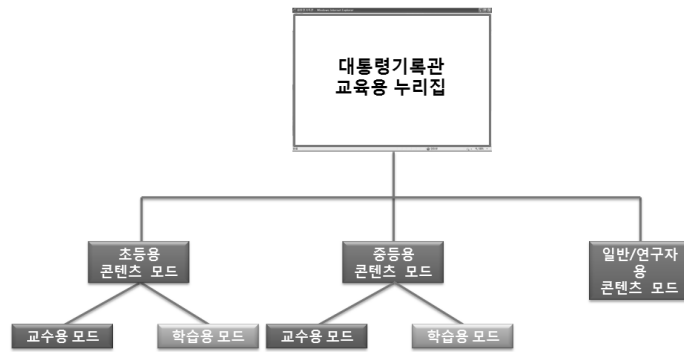 대통령기록관
교육용 누리집
초등용
콘텐츠 모드
중등용
콘텐츠 모드
일반/연구자
용
콘텐츠 모드
교수용 모드
학습용 모드
교수용 모드
학습용 모드